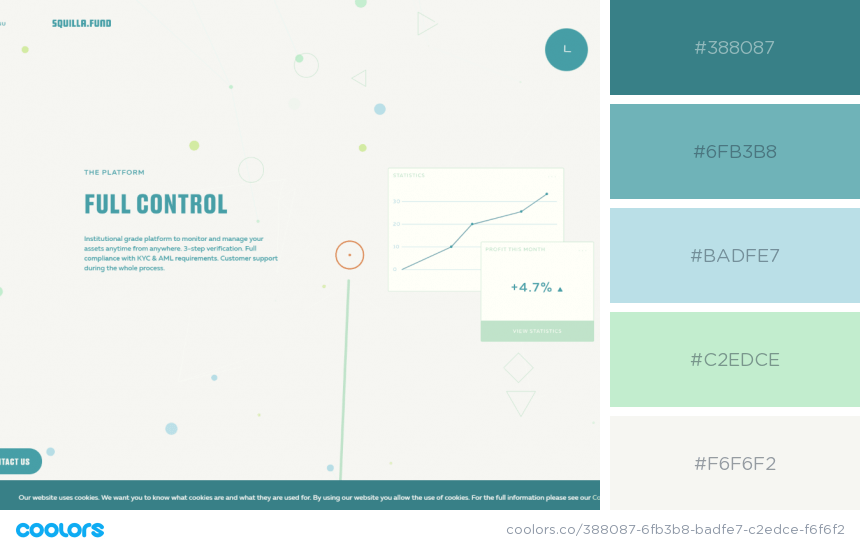 SQUILLA.FUND
THE PLATFORM
FULL CONTROL
Institutional grade platform to monitor and manage your
assets anytime from anywhere. 3-step verification. Full
compliance with KYC & AML requirements. Customer support
during the whole process.
STATISTICS
30
20
10
0
PROFIT THIS MONTH
+4.7% ▲
VIEW STATISTICS
TACT US
Our website uses cookies. We want you to know what cookies are and what they are used for. By using our website you allow the use of cookies. For the full information please see our Co
#388087
#6FB3B8
#BADFE7
#C2EDCE
#F6F6F2
coolors
coolors.co/388087-6fb3b8-badfe7-c2edce-f6f6f2